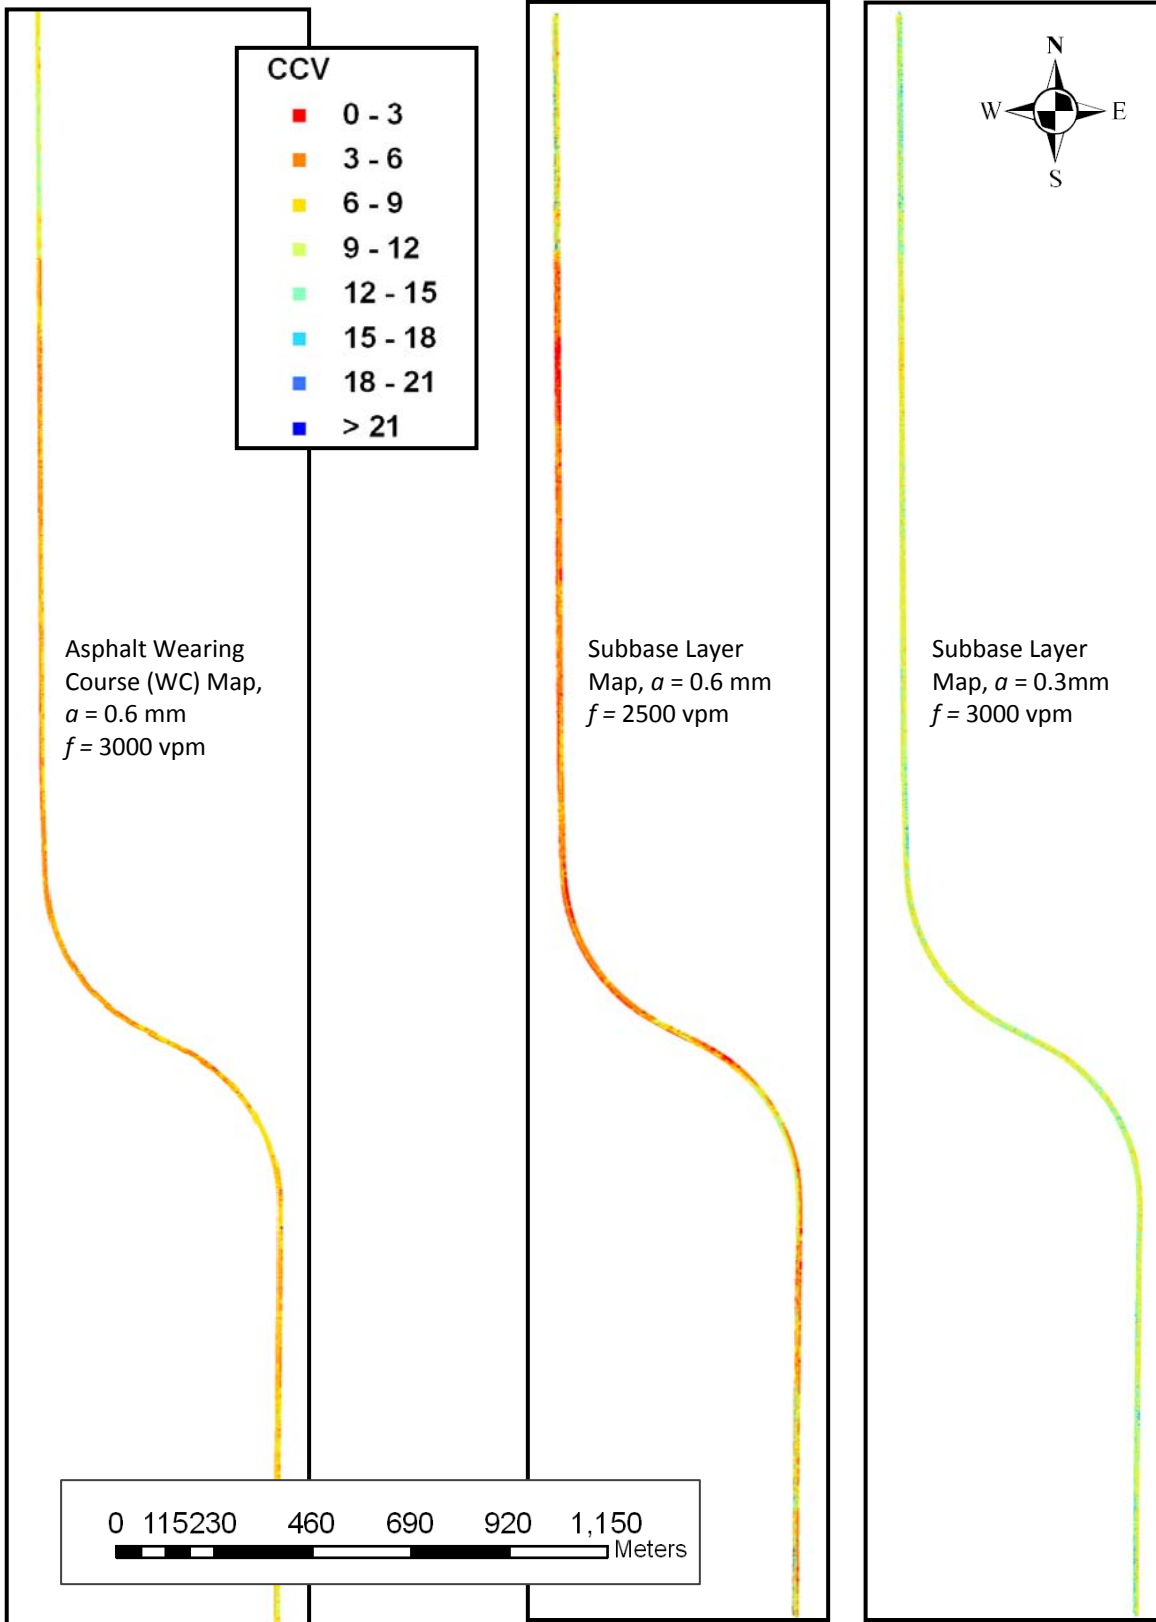 CCV
0 - 3
3 - 6
6 - 9
9 - 12
12 - 15
15 - 18
18 - 21
> 21
N
W E
S
Asphalt Wearing
Course (WC) Map,
a = 0.6 mm
f = 3000 vpm
Subbase Layer
Map, a = 0.6 mm
f = 2500 vpm
Subbase Layer
Map, a = 0.3mm
f = 3000 vpm
0 115230 460 690 920 1,150
Meters